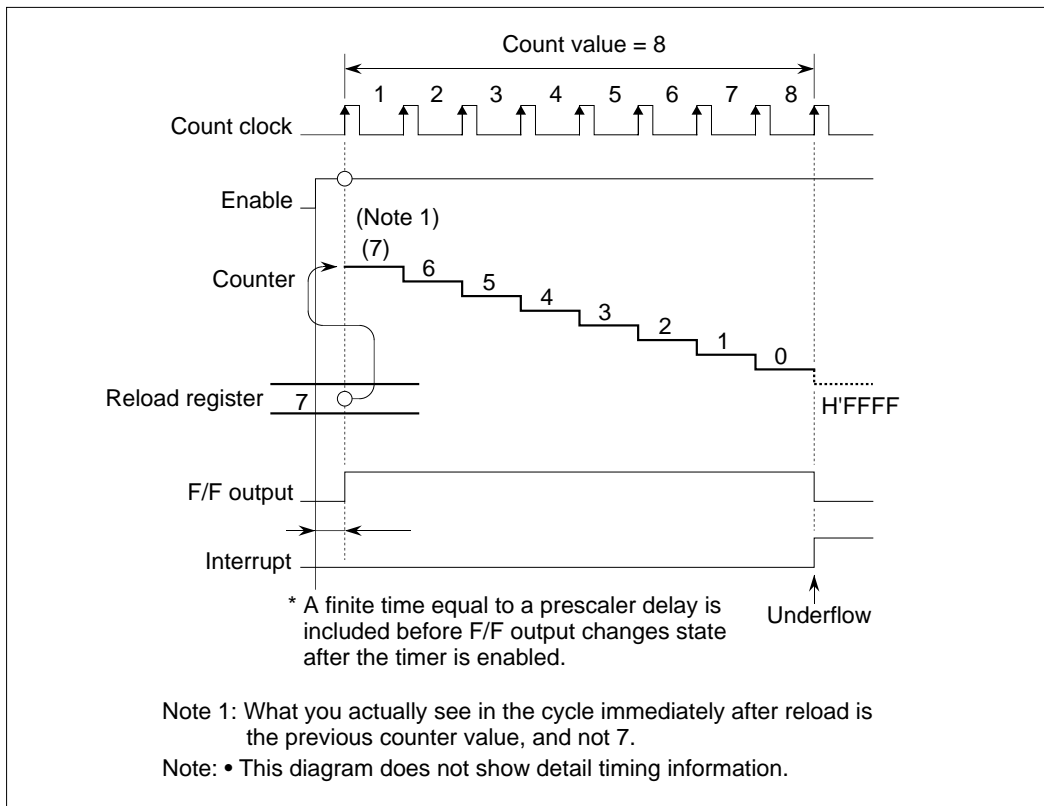 Count value = 8
1 2 3 4 5 6 7 8
Count clock
Enable
(Note 1)
(7)
Counter
6
5
4
3
2
1
0
Reload register
7
H'FFFF
F/F output
Interrupt
* A finite time equal to a prescaler delay is
included before F/F output changes state
after the timer is enabled.
Underflow
Note 1: What you actually see in the cycle immediately after reload is
the previous counter value, and not 7.
Note: • This diagram does not show detail timing information.